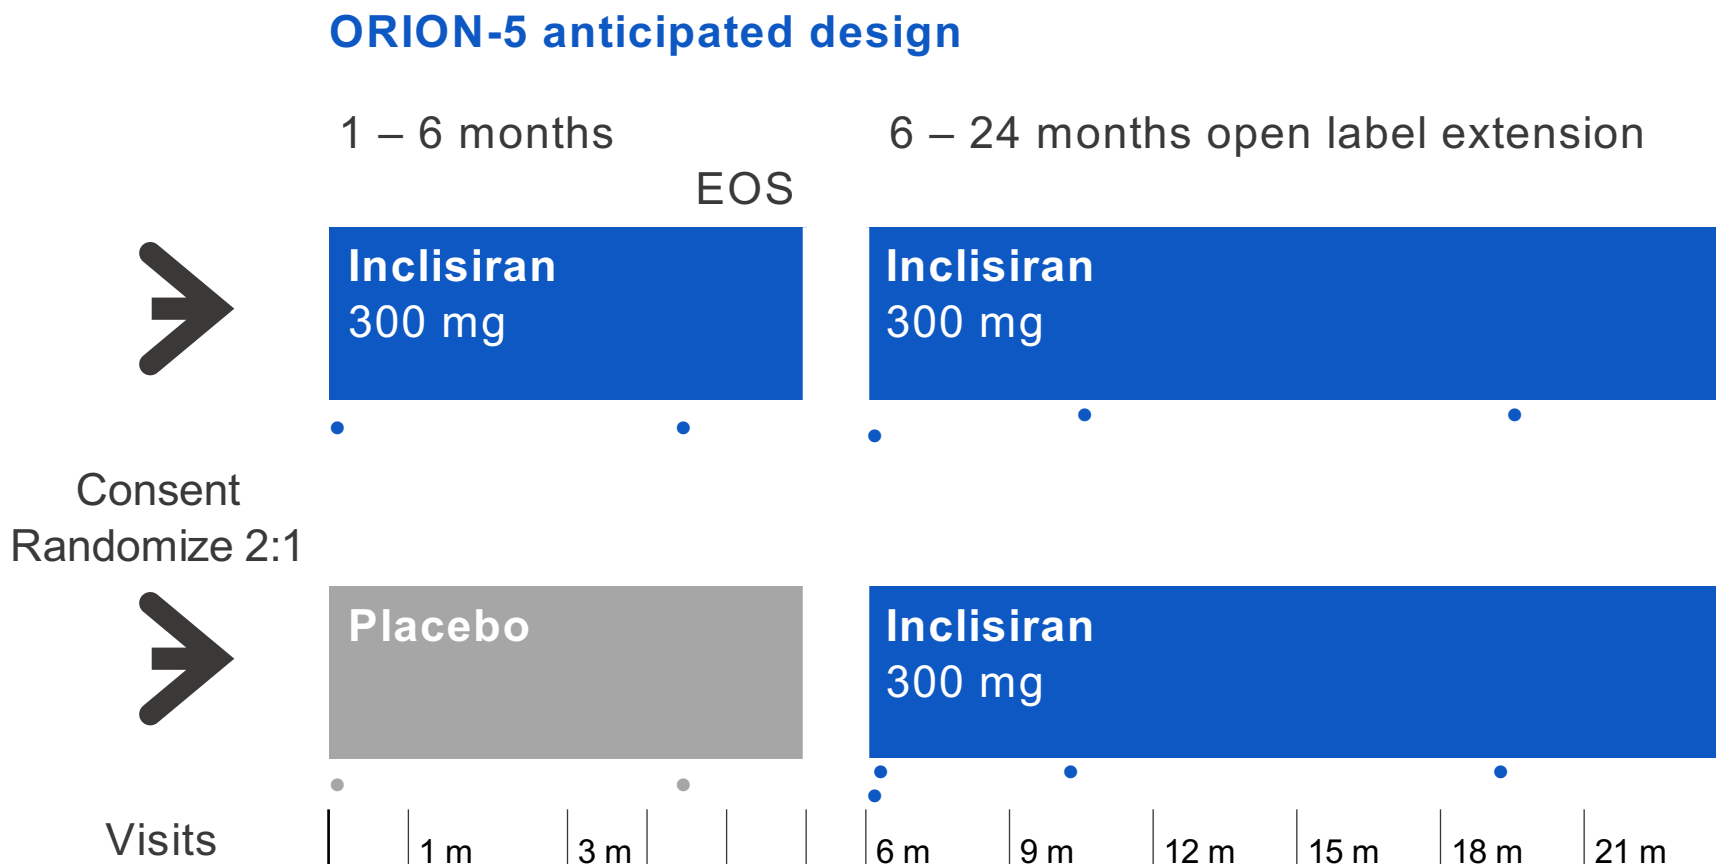 ORION-5 anticipated design
1 – 6 months
6 – 24 months open label extension
EOS
Inclisiran
300 mg
Inclisiran
300 mg
Consent
Randomize 2:1
Placebo
Inclisiran
300 mg
Visits
1 m
3 m
6 m
9 m
12 m
15 m
18 m
21 m